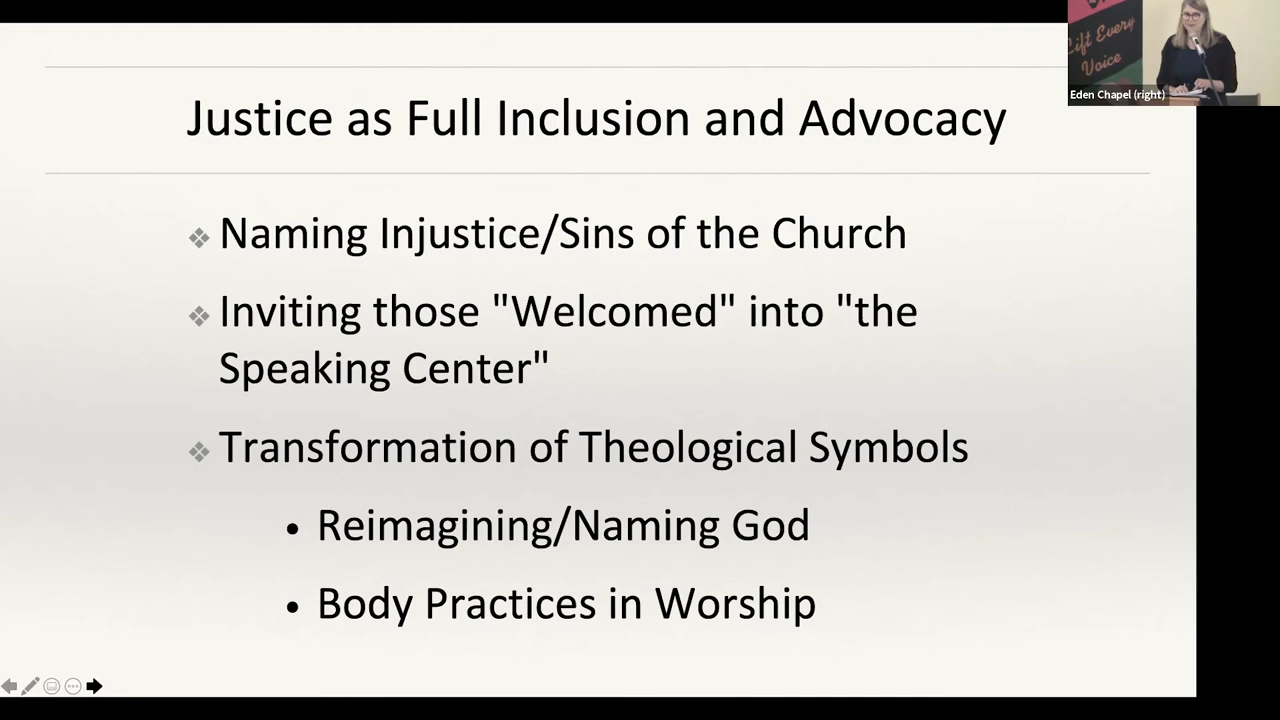 Lift Every
Voice
Eden Chapel (right)
Justice as Full Inclusion and Advocacy
Naming Injustice/Sins of the Church
Inviting those "Welcomed" into "the
Speaking Center"
Transformation of Theological Symbols
• Reimagining/Naming God
• Body Practices in Worship